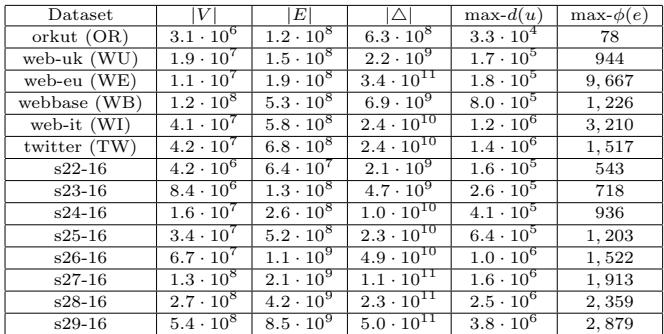 Dataset |V| |E| |△| max-d(u) max-ϕ(e)
orkut (OR) 3.1 · 10^6 1.2 · 10^8 6.3 · 10^8 3.3 · 10^4 78
web-uk (WU) 1.9 · 10^7 1.5 · 10^8 2.2 · 10^9 1.7 · 10^5 944
web-eu (WE) 1.1 · 10^7 1.9 · 10^8 3.4 · 10^11 1.8 · 10^5 9,667
webbase (WB) 1.2 · 10^8 5.3 · 10^8 6.9 · 10^9 8.0 · 10^5 1,226
web-it (WI) 4.1 · 10^7 5.8 · 10^8 2.4 · 10^10 1.2 · 10^6 3,210
twitter (TW) 4.2 · 10^7 6.8 · 10^8 2.4 · 10^10 1.4 · 10^6 1,517
s22-16 4.2 · 10^6 6.4 · 10^7 2.1 · 10^9 1.6 · 10^5 543
s23-16 8.4 · 10^6 1.3 · 10^8 4.7 · 10^9 2.6 · 10^5 718
s24-16 1.6 · 10^7 2.6 · 10^8 1.0 · 10^10 4.1 · 10^5 936
s25-16 3.4 · 10^7 5.2 · 10^8 2.3 · 10^10 6.4 · 10^5 1,203
s26-16 6.7 · 10^7 1.1 · 10^9 4.9 · 10^10 1.0 · 10^6 1,522
s27-16 1.3 · 10^8 2.1 · 10^9 1.1 · 10^11 1.6 · 10^6 1,913
s28-16 2.7 · 10^8 4.2 · 10^9 2.3 · 10^11 2.5 · 10^6 2,359
s29-16 5.4 · 10^8 8.5 · 10^9 5.0 · 10^11 3.8 · 10^6 2,879